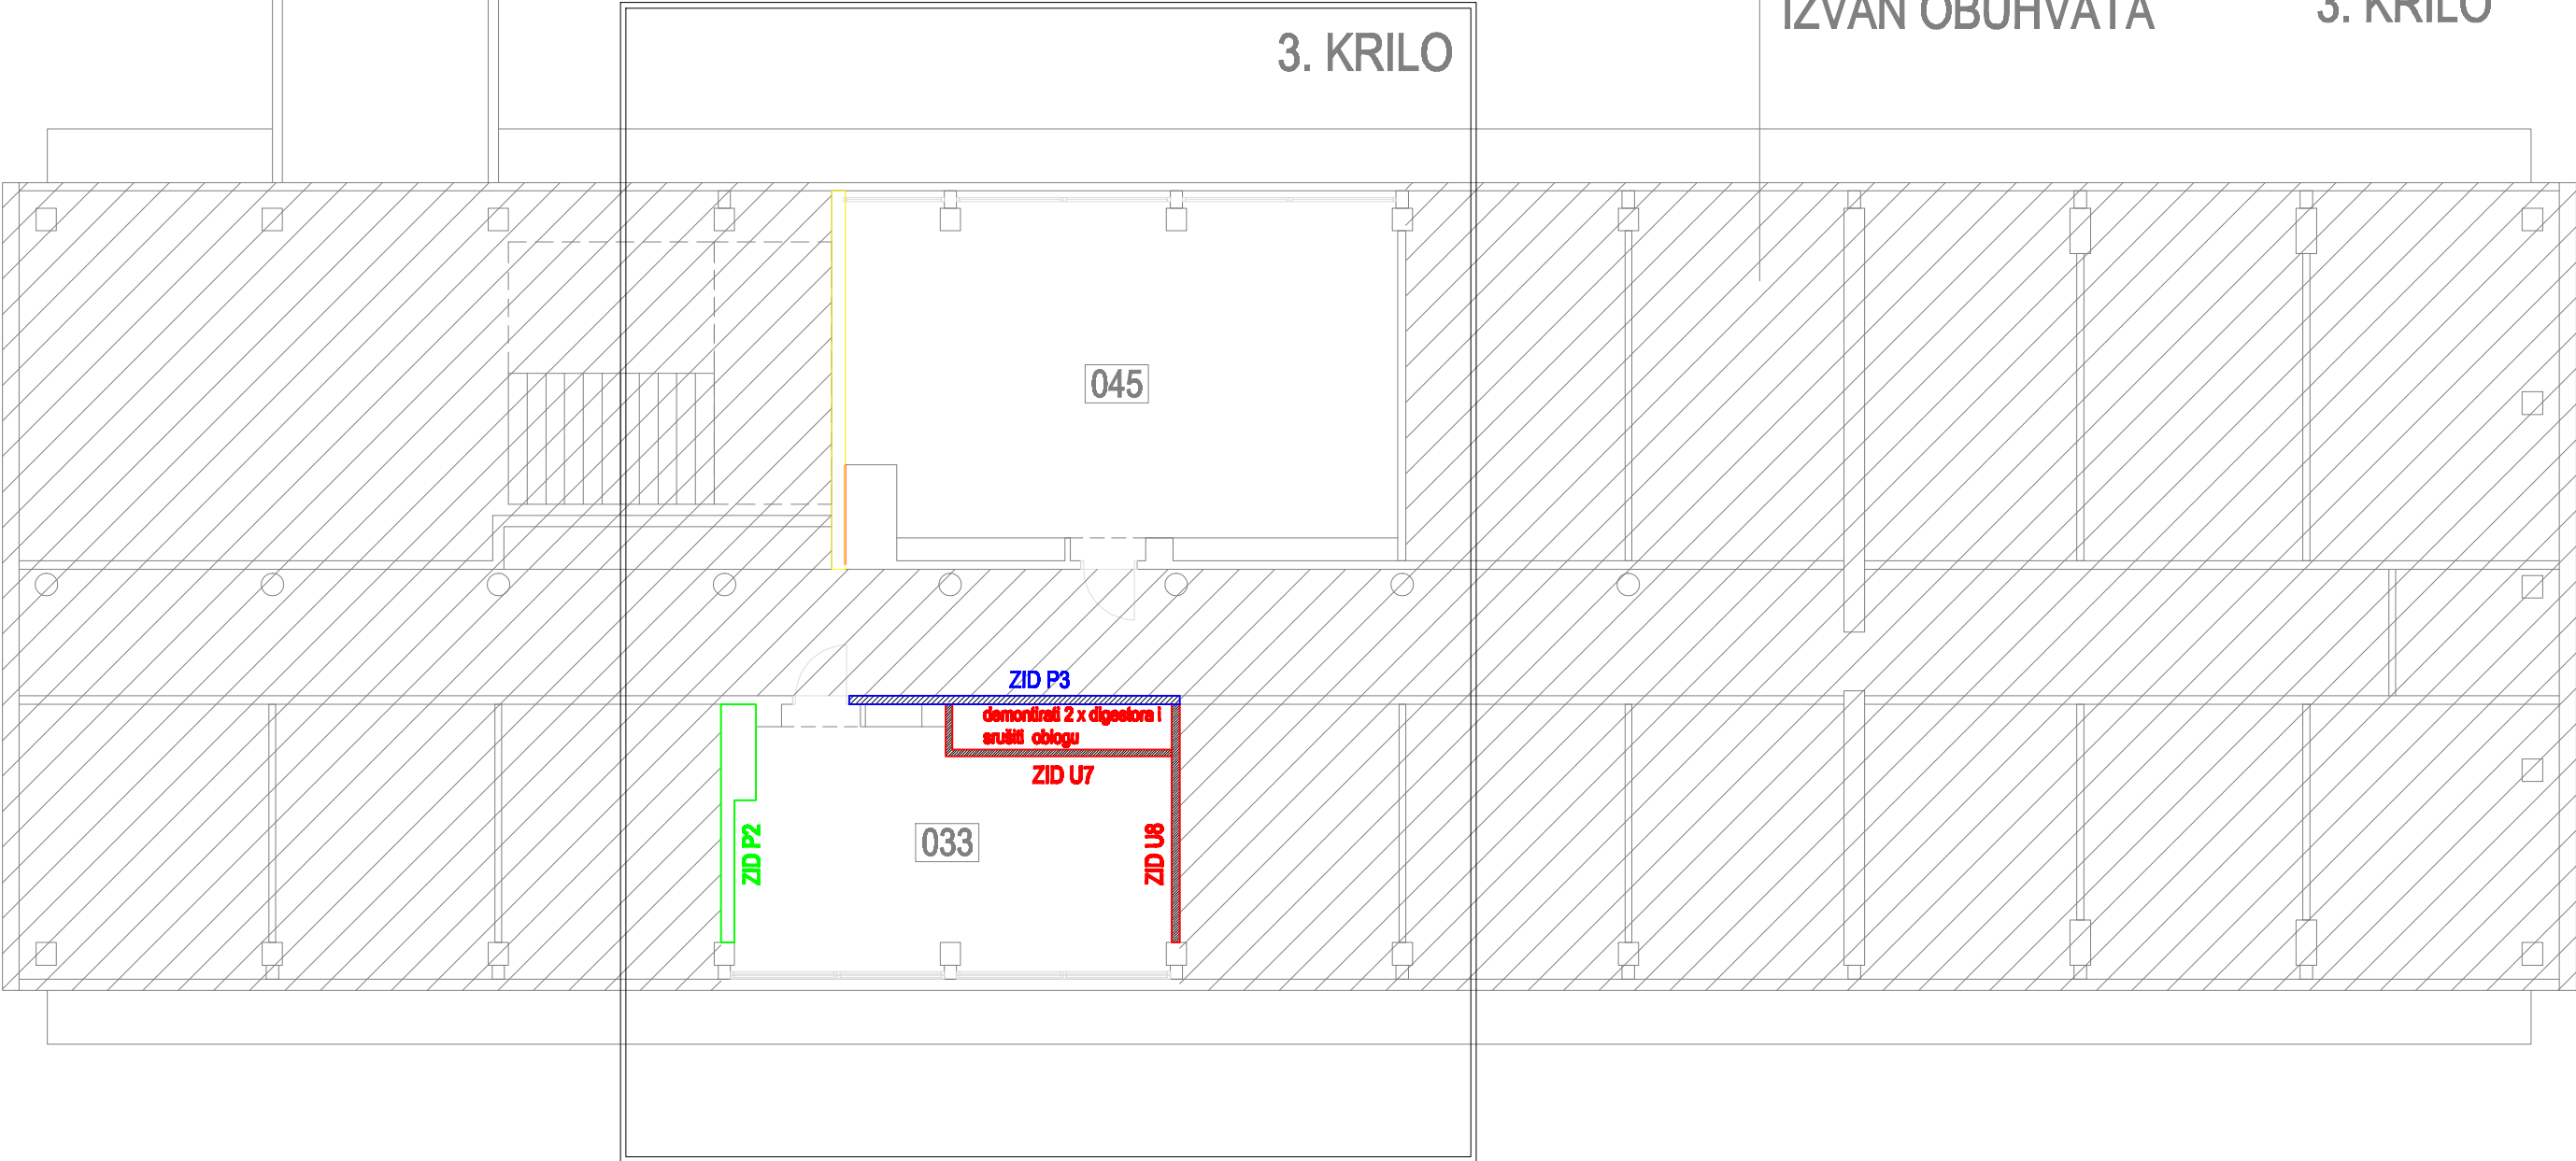 IZVAN OBUHVATA
3. KRILO
3. KRILO
045
ZID P3
demontirati 2 x digestora i
srušiti oblogu
ZID U7
033
ZID P2
ZID U8